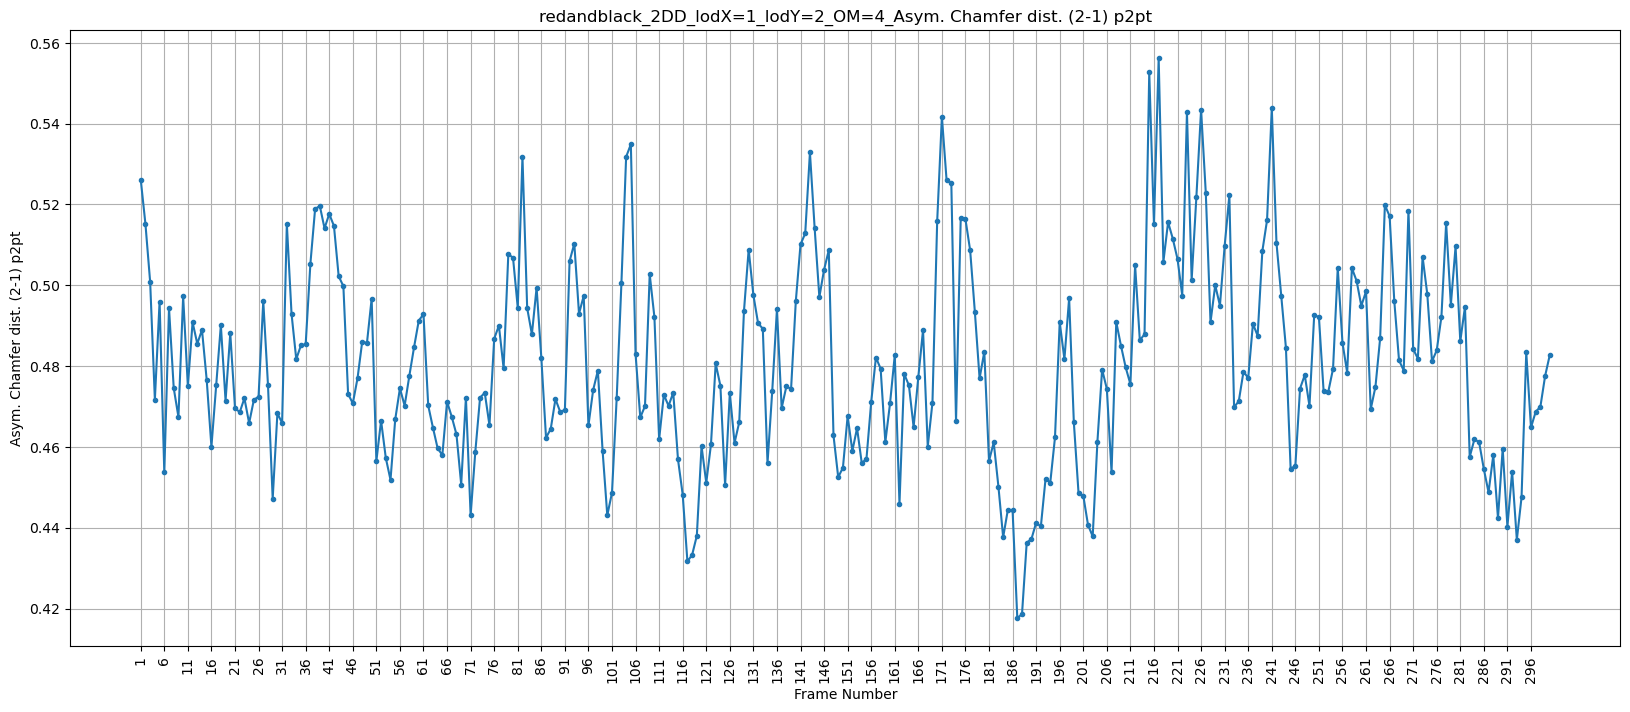 redandblack_2DD_lodX=1_lodY=2_OM=4_Asym. Chamfer dist. (2-1) p2pt
Asym. Chamfer dist. (2-1) p2pt
0.56
0.54
0.52
0.50
0.48
0.46
0.44
0.42
1 6 11 16 21 26 31 36 41 46 51 56 61 66 71 76 81 86 91 96 101 106 111 116 121 126 131 136 141 146 151 156 161 166 171 176 181 186 191 196 201 206 211 216 221 226 231 236 241 246 251 256 261 266 271 276 281 286 291 296
Frame Number